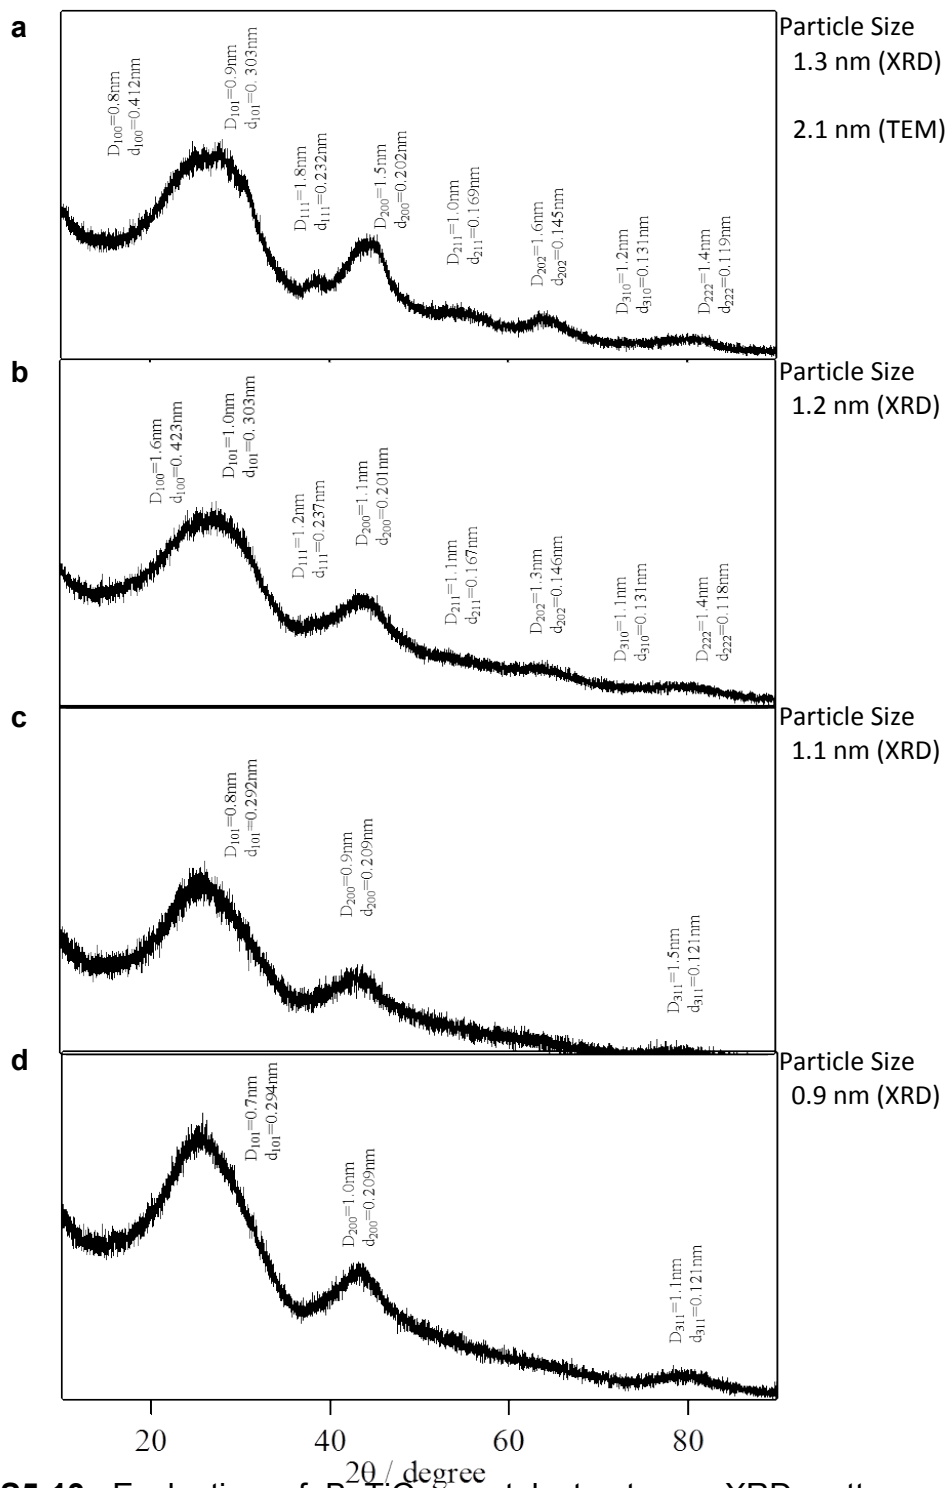 a
D100=0.8nm
d100=0.412nm
D101=0.9nm
d101=0.303nm
D111=1.8nm
d111=0.232nm
D200=1.5nm
d200=0.202nm
D211=1.0nm
d211=0.169nm
D202=1.6nm
d202=0.145nm
D310=1.2nm
d310=0.131nm
D222=1.4nm
d222=0.119nm
Particle Size
1.3 nm (XRD)
2.1 nm (TEM)
b
D100=1.6nm
d100=0.423nm
D101=1.0nm
d101=0.303nm
D111=1.2nm
d111=0.237nm
D200=1.1nm
d200=0.201nm
D211=1.1nm
d211=0.167nm
D202=1.3nm
d202=0.146nm
D310=1.1nm
d310=0.131nm
D222=1.4nm
d222=0.118nm
Particle Size
1.2 nm (XRD)
c
D101=0.8nm
d101=0.292nm
D200=0.9nm
d200=0.209nm
D311=1.5nm
d311=0.121nm
Particle Size
1.1 nm (XRD)
d
D101=0.7nm
d101=0.294nm
D200=1.0nm
d200=0.209nm
D311=1.1nm
d311=0.121nm
Particle Size
0.9 nm (XRD)
20 40 60 80
2θ / degree